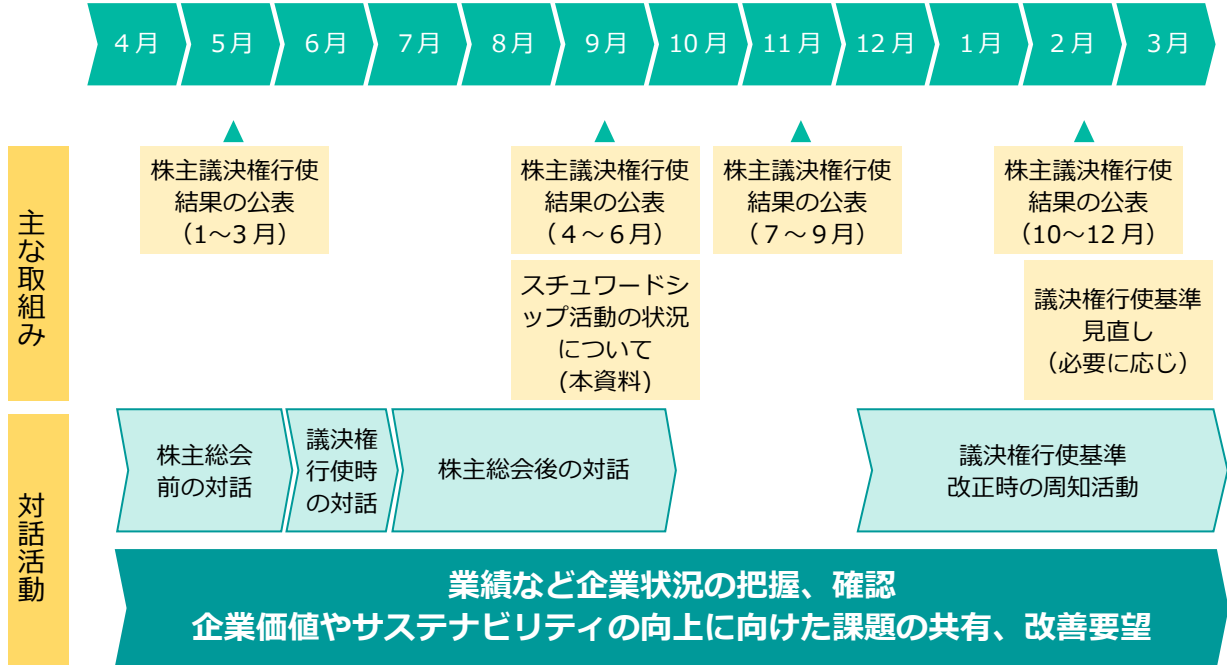 4月 5月 6月 7月 8月 9月 10月 11月 12月 1月 2月 3月
主な取組み
株主議決権行使
結果の公表
（1～3月）
株主議決権行使
結果の公表
（4～6月）
株主議決権行使
結果の公表
（7～9月）
株主議決権行使
結果の公表
（10～12月）
スチュワードシ
ップ活動の状況
について
(本資料)
議決権行使基準
見直し
（必要に応じ）
対話活動
株主総会
前の対話
議決権
行使時
の対話
株主総会後の対話
議決権行使基準
改正時の周知活動
業績など企業状況の把握、確認
企業価値やサステナビリティの向上に向けた課題の共有、改善要望